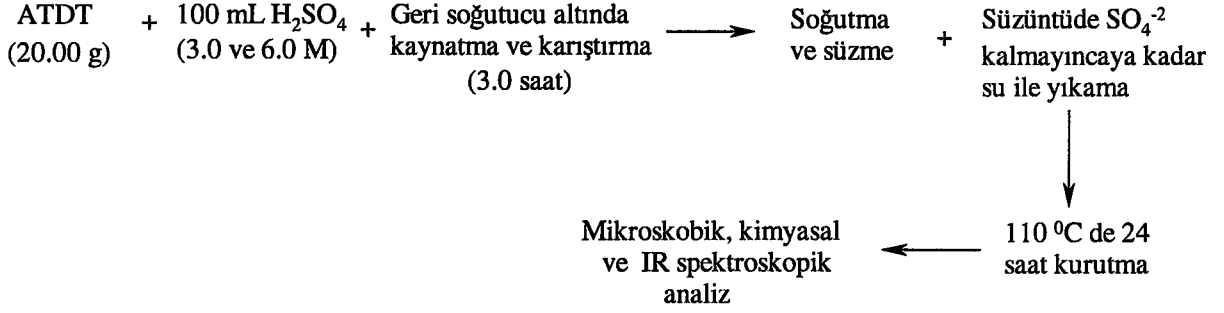 ATDT
(20.00 g)
+
100 mL H₂SO₄
(3.0 ve 6.0 M)
+
Geri soğutucu altında
kaynatma ve karıştırma
(3.0 saat)
Soğutma
ve süzme
+
Süzüntüde SO₄⁻²
kalmayıncaya kadar
su ile yıkama
110 ⁰C de 24
saat kurutma
Mikroskobik, kimyasal
ve IR spektroskopik
analiz